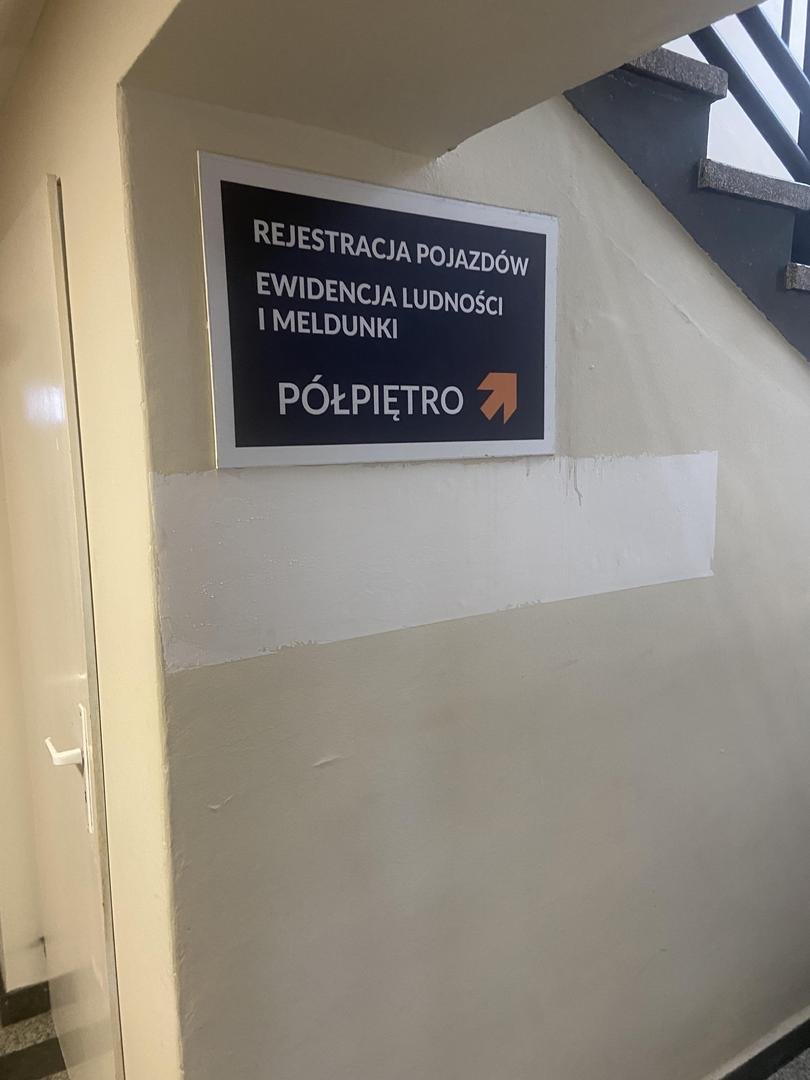 REJESTRACJA POJAZDÓW
EWIDENCJA LUDNOŚCI
I MELDUNKI
PÓŁPIĘTRO